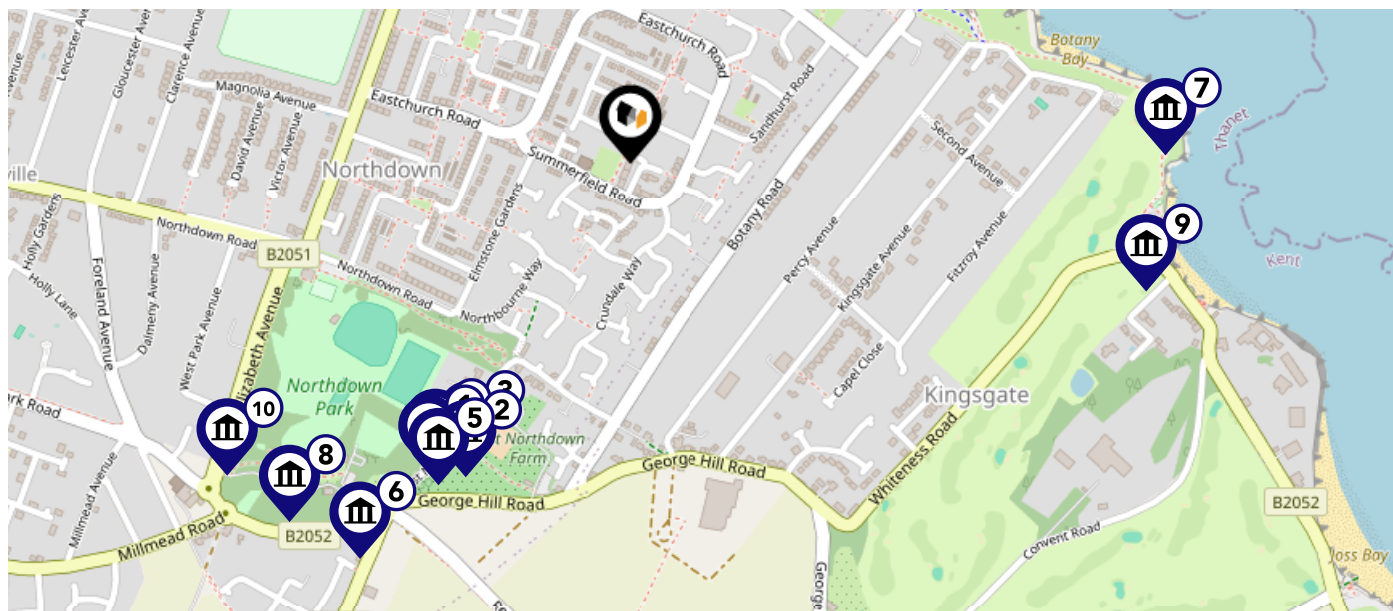 Eastchurch Road
Botany
Bay
Leicester Avenue
Gloucester Avenue
Clarence Avenue
Avenue
Magnolia Avenue
David Avenue
Victor Avenue
Eastchurch Road
Sandhurst Road
Second Avenue
7
Thanet
Kent
ville
Northdown
Summerfield Road
Elmstone Gardens
Botany Road
Percy Avenue
Kingsgate Avenue
Fitzroy Avenue
9
Holly Gardens
Northdown Road
B2051
Northdown Road
Northbourne Way
Crundale Way
Holly Lane
Foreland Avenue
Dalmeny Avenue
West Park Avenue
Elizabeth Avenue
Capel Close
Kingsgate
Northdown
Park
3
4
2
5
10
Northdown
Farm
Park Road
8
6
George Hill Road
Whiteness Road
George Hill Road
Millmead Avenue
Millmead Road
B2052
B2052
Convent Road
George